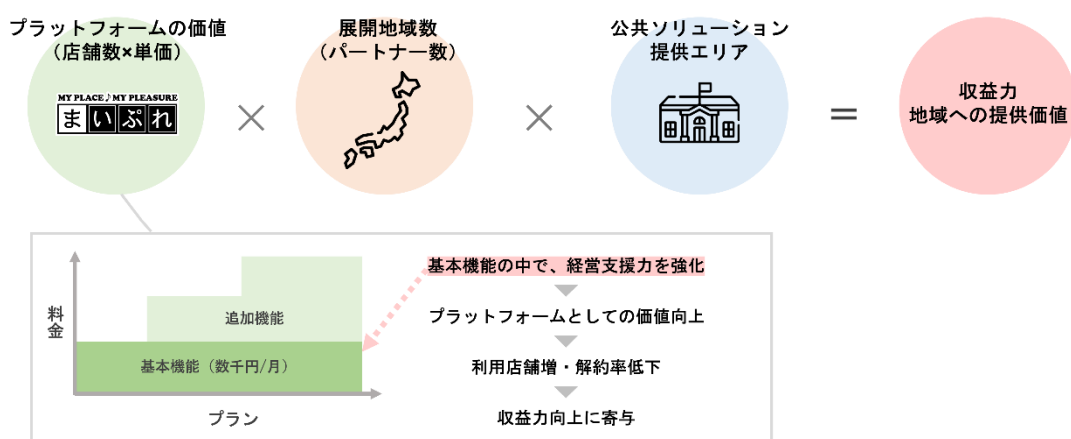 プラットフォームの価値
（店舗数×単価）
MY PLACE♪MY PLEASURE
まいぷれ
×
展開地域数
（パートナー数）
×
公共ソリューション
提供エリア
＝
収益力
地域への提供価値
料金
追加機能
基本機能（数千円/月）
プラン
基本機能の中で、経営支援力を強化
プラットフォームとしての価値向上
利用店舗増・解約率低下
収益力向上に寄与